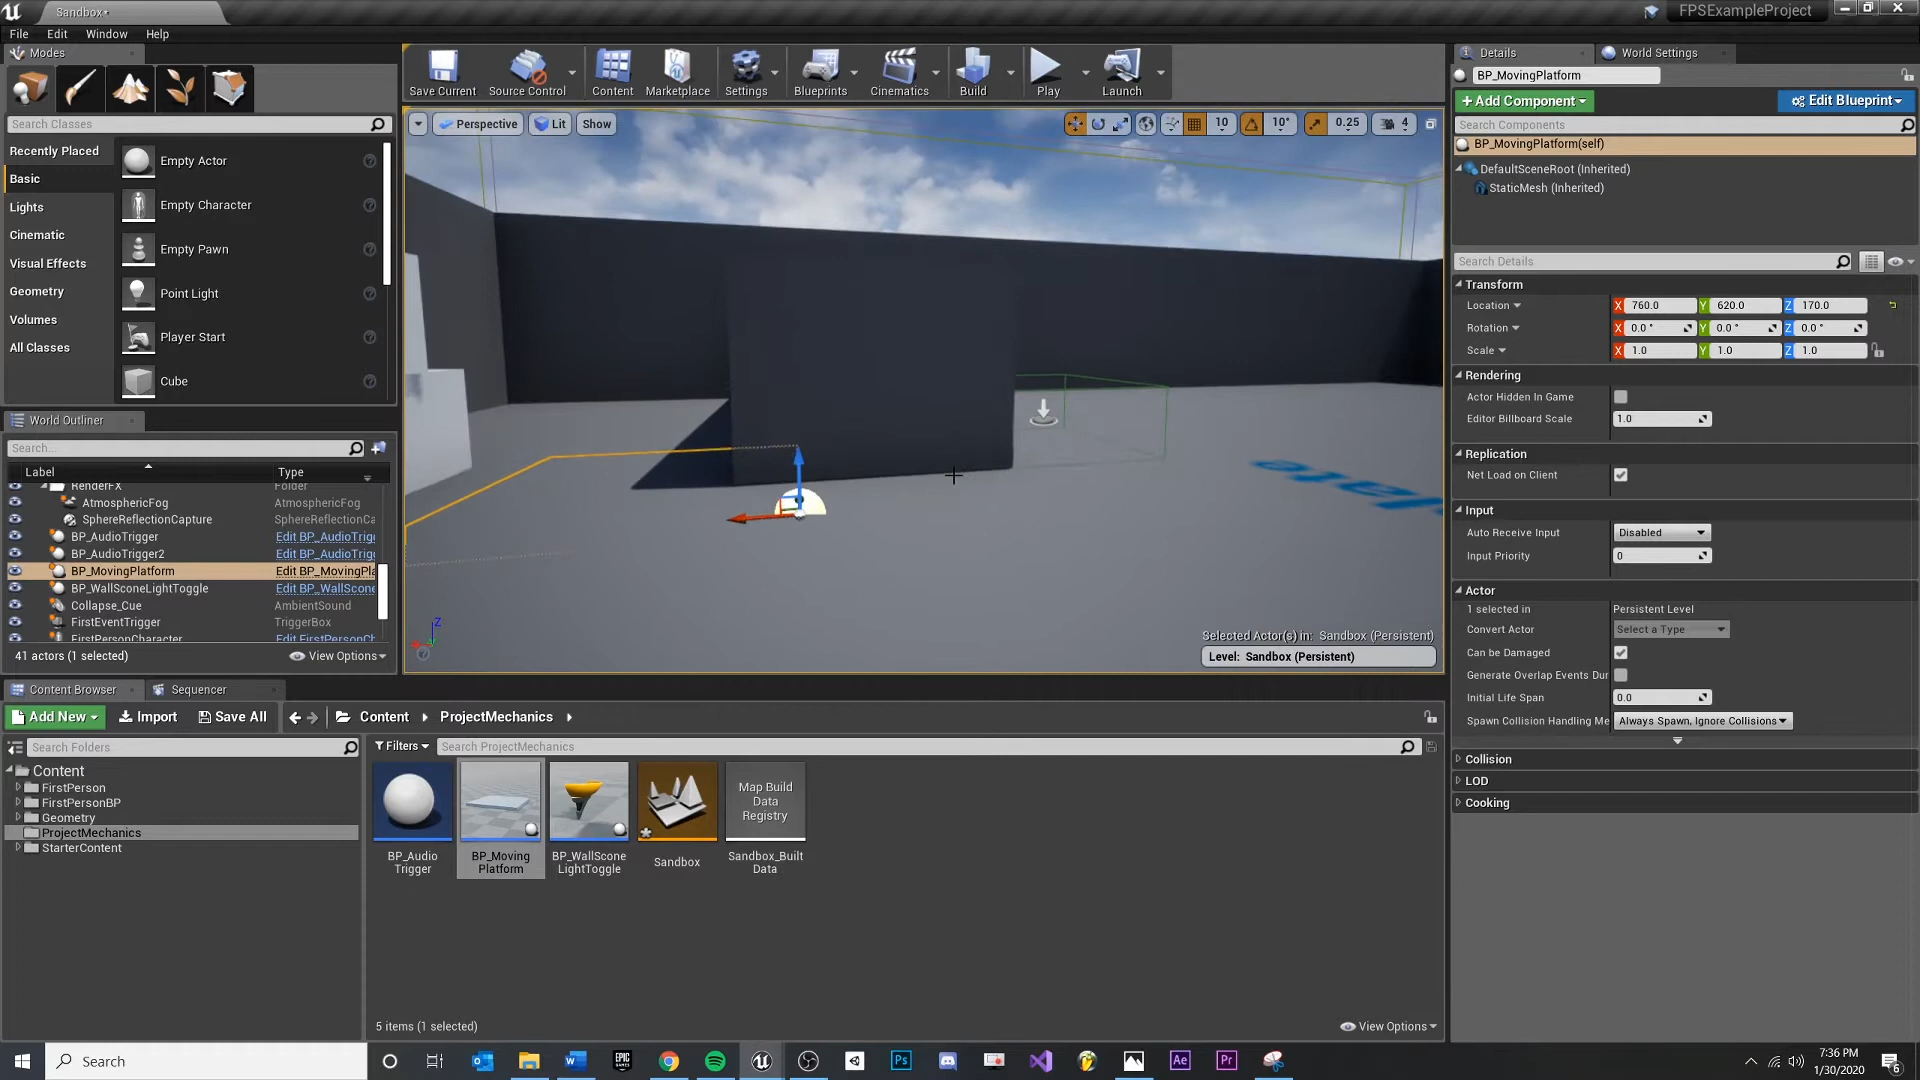 Sandbox•
FPSExampleProject
File Edit Window Help
Modes
Search Classes
Recently Placed
Basic
Lights
Cinematic
Visual Effects
Geometry
Volumes
All Classes
Empty Actor
Empty Character
Empty Pawn
Point Light
Player Start
Cube
World Outliner
Search...
Label Type
RenderFX Folder
AtmosphericFog AtmosphericFog
SphereReflectionCapture SphereReflectionCa
BP_AudioTrigger Edit BP_AudioTrig
BP_AudioTrigger2 Edit BP_AudioTrig
BP_MovingPlatform Edit BP_MovingPla
BP_WallSconeLightToggle Edit BP_WallScone
Collapse_Cue AmbientSound
FirstEventTrigger TriggerBox
FirstPersonCharacter Edit FirstPersonCh
41 actors (1 selected) View Options
Save Current Source Control Content Marketplace Settings Blueprints Cinematics Build Play Launch
Perspective Lit Show 10 10° 0.25 4
Z
Selected Actor(s) in: Sandbox (Persistent)
Level: Sandbox (Persistent)
Details World Settings
BP_MovingPlatform
+Add Component Edit Blueprint
Search Components
BP_MovingPlatform(self)
DefaultSceneRoot (Inherited)
StaticMesh (Inherited)
Search Details
Transform
Location X 760.0 Y 620.0 Z 170.0
Rotation X 0.0 ° Y 0.0 ° Z 0.0 °
Scale X 1.0 Y 1.0 Z 1.0
Rendering
Actor Hidden In Game
Editor Billboard Scale 1.0
Replication
Net Load on Client
Input
Auto Receive Input Disabled
Input Priority 0
Actor
1 selected in Persistent Level
Convert Actor Select a Type
Can be Damaged
Generate Overlap Events Dur
Initial Life Span 0.0
Spawn Collision Handling Me Always Spawn, Ignore Collisions
Collision
LOD
Cooking
Content Browser Sequencer
Add New Import Save All Content ProjectMechanics
Search Folders
Filters Search ProjectMechanics
Content
FirstPerson
FirstPersonBP
Geometry
ProjectMechanics
StarterContent
BP_Audio
Trigger
BP_Moving
Platform
BP_WallScone
LightToggle
Sandbox
Map Build
Data
Registry
Sandbox_Built
Data
5 items (1 selected) View Options
Search
EPIC
GAMES
Ps
Ae
Pr
7:36 PM
1/30/2020
6